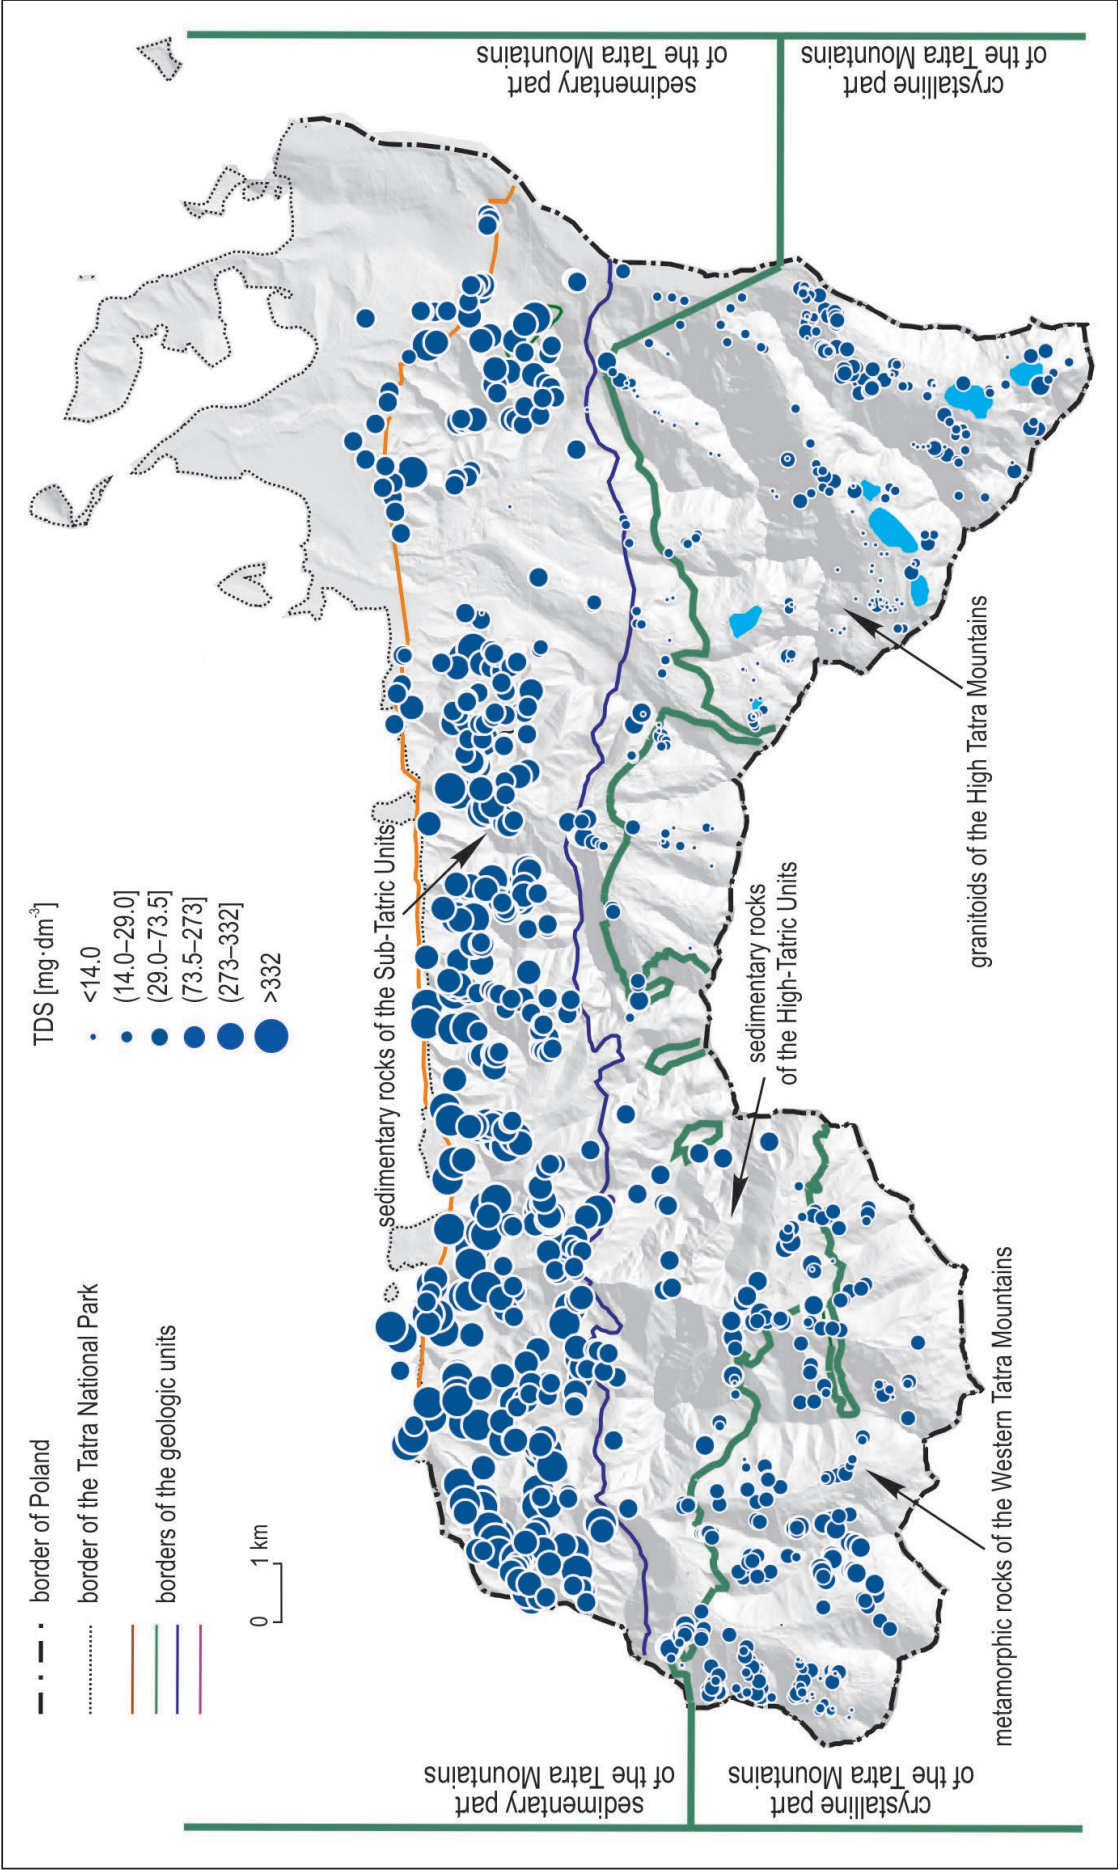 border of Poland
border of the Tatra National Park
borders of the geologic units
0 1 km
TDS [mg·dm⁻³]
<14.0
(14.0–29.0]
(29.0–73.5]
(73.5–273]
(273–332]
>332
sedimentary part
of the Tatra Mountains
crystalline part
of the Tatra Mountains
sedimentary rocks of the Sub-Tatric Units
sedimentary rocks
of the High-Tatric Units
metamorphic rocks of the Western Tatra Mountains
granitoids of the High Tatra Mountains
sedimentary part
of the Tatra Mountains
crystalline part
of the Tatra Mountains